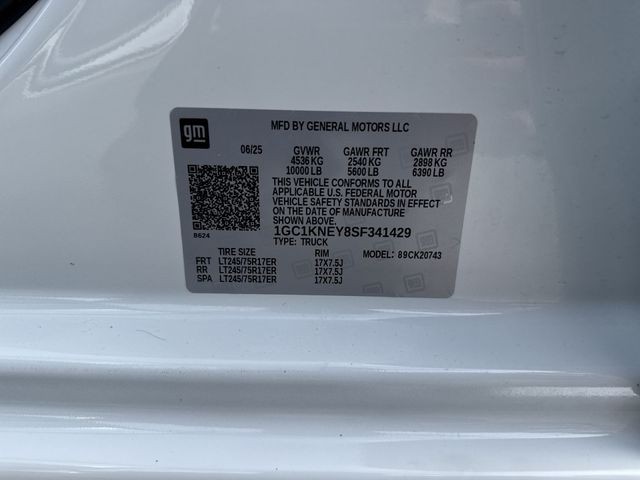 gm
MFD BY GENERAL MOTORS LLC
06/25 GVWR GAWR FRT GAWR RR
4536 KG 2540 KG 2898 KG
10000 LB 5600 LB 6390 LB
THIS VEHICLE CONFORMS TO ALL
APPLICABLE U.S. FEDERAL MOTOR
VEHICLE SAFETY STANDARDS IN EFFECT
ON THE DATE OF MANUFACTURE
SHOWN ABOVE.
B624
1GC1KNEY8SF341429
TYPE: TRUCK
TIRE SIZE RIM MODEL: 89CK20743
FRT LT245/75R17ER 17X7.5J
RR LT245/75R17ER 17X7.5J
SPA LT245/75R17ER 17X7.5J